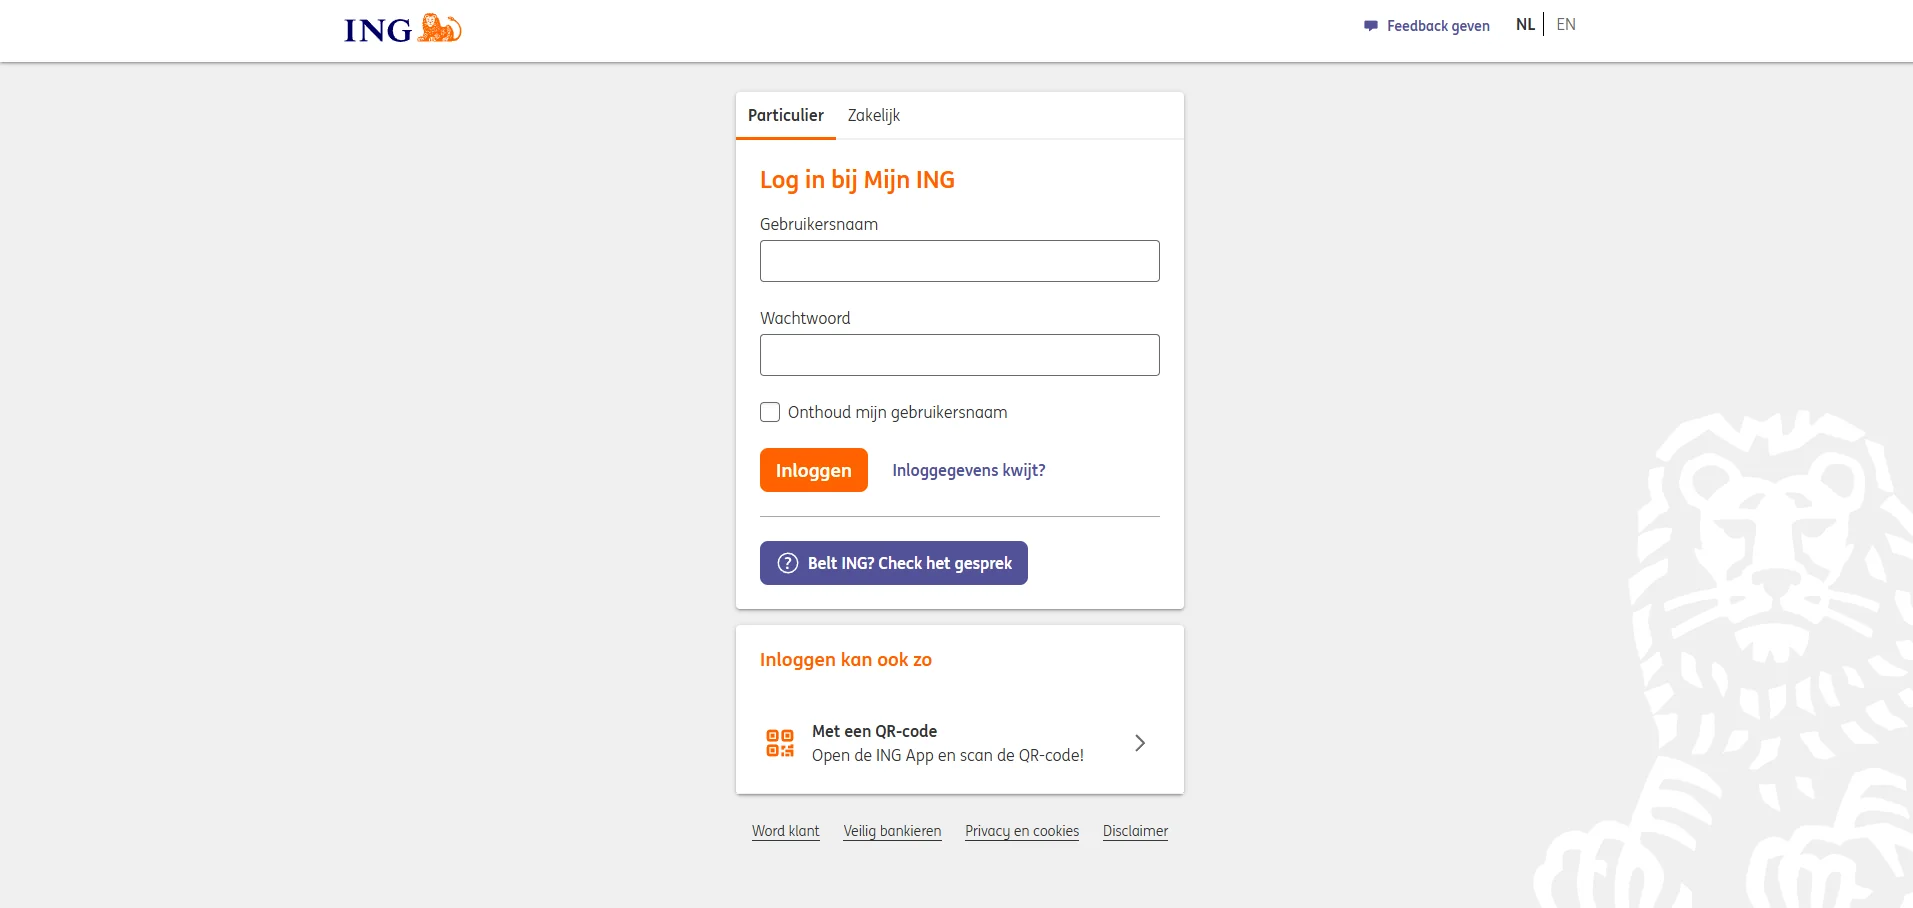 ING
Feedback geven
NL EN
Particulier Zakelijk
Log in bij Mijn ING
Gebruikersnaam
Wachtwoord
Onthoud mijn gebruikersnaam
Inloggen Inloggegevens kwijt?
? Belt ING? Check het gesprek
Inloggen kan ook zo
Met een QR-code
Open de ING App en scan de QR-code!
Word klant Veilig bankieren Privacy en cookies Disclaimer